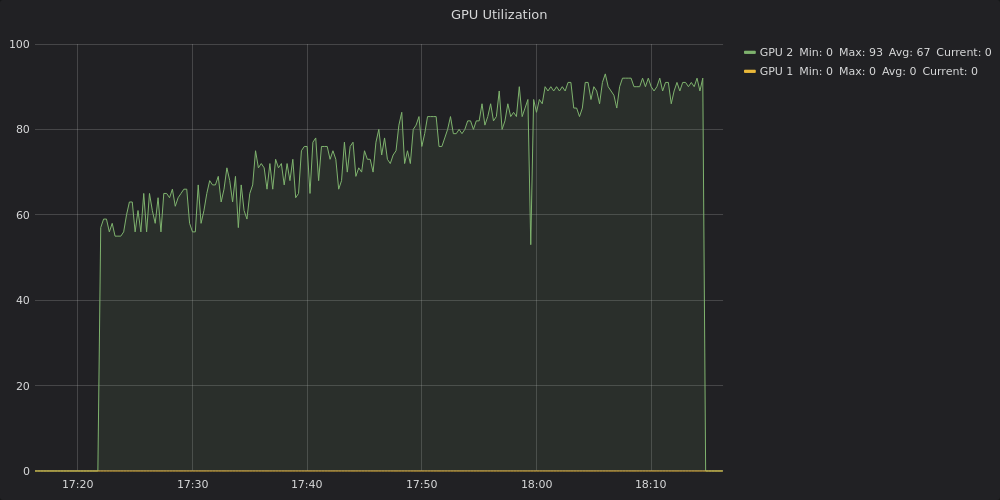 GPU Utilization
100
80
60
40
20
0
17:20 17:30 17:40 17:50 18:00 18:10
GPU 2 Min: 0 Max: 93 Avg: 67 Current: 0
GPU 1 Min: 0 Max: 0 Avg: 0 Current: 0